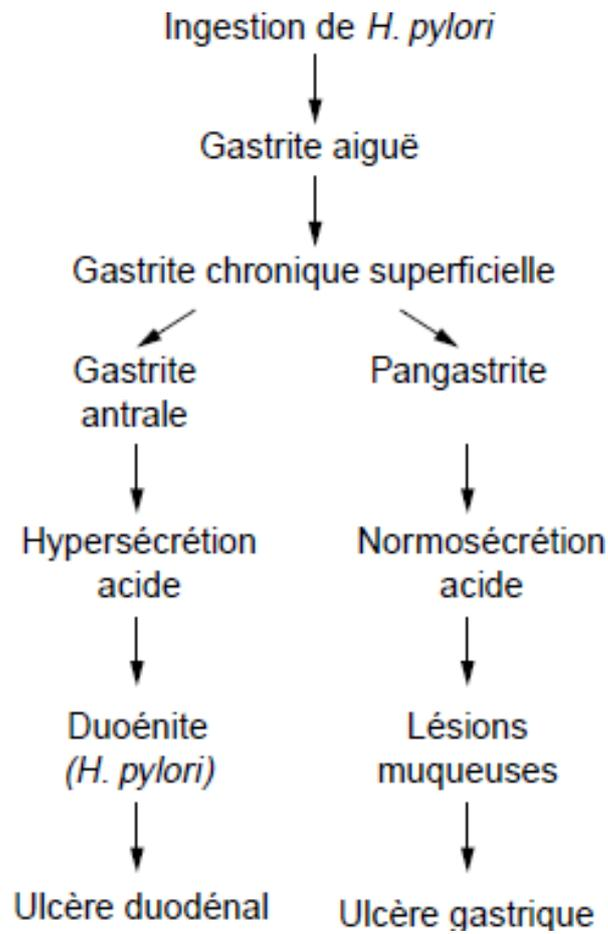 Ingestion de H. pylori
Gastrite aiguë
Gastrite chronique superficielle
Gastrite
antrale
Pangastrite
Hypersécrétion
acide
Normosécrétion
acide
Duoénite
(H. pylori)
Lésions
muqueuses
Ulcère duodénal
Ulcère gastrique